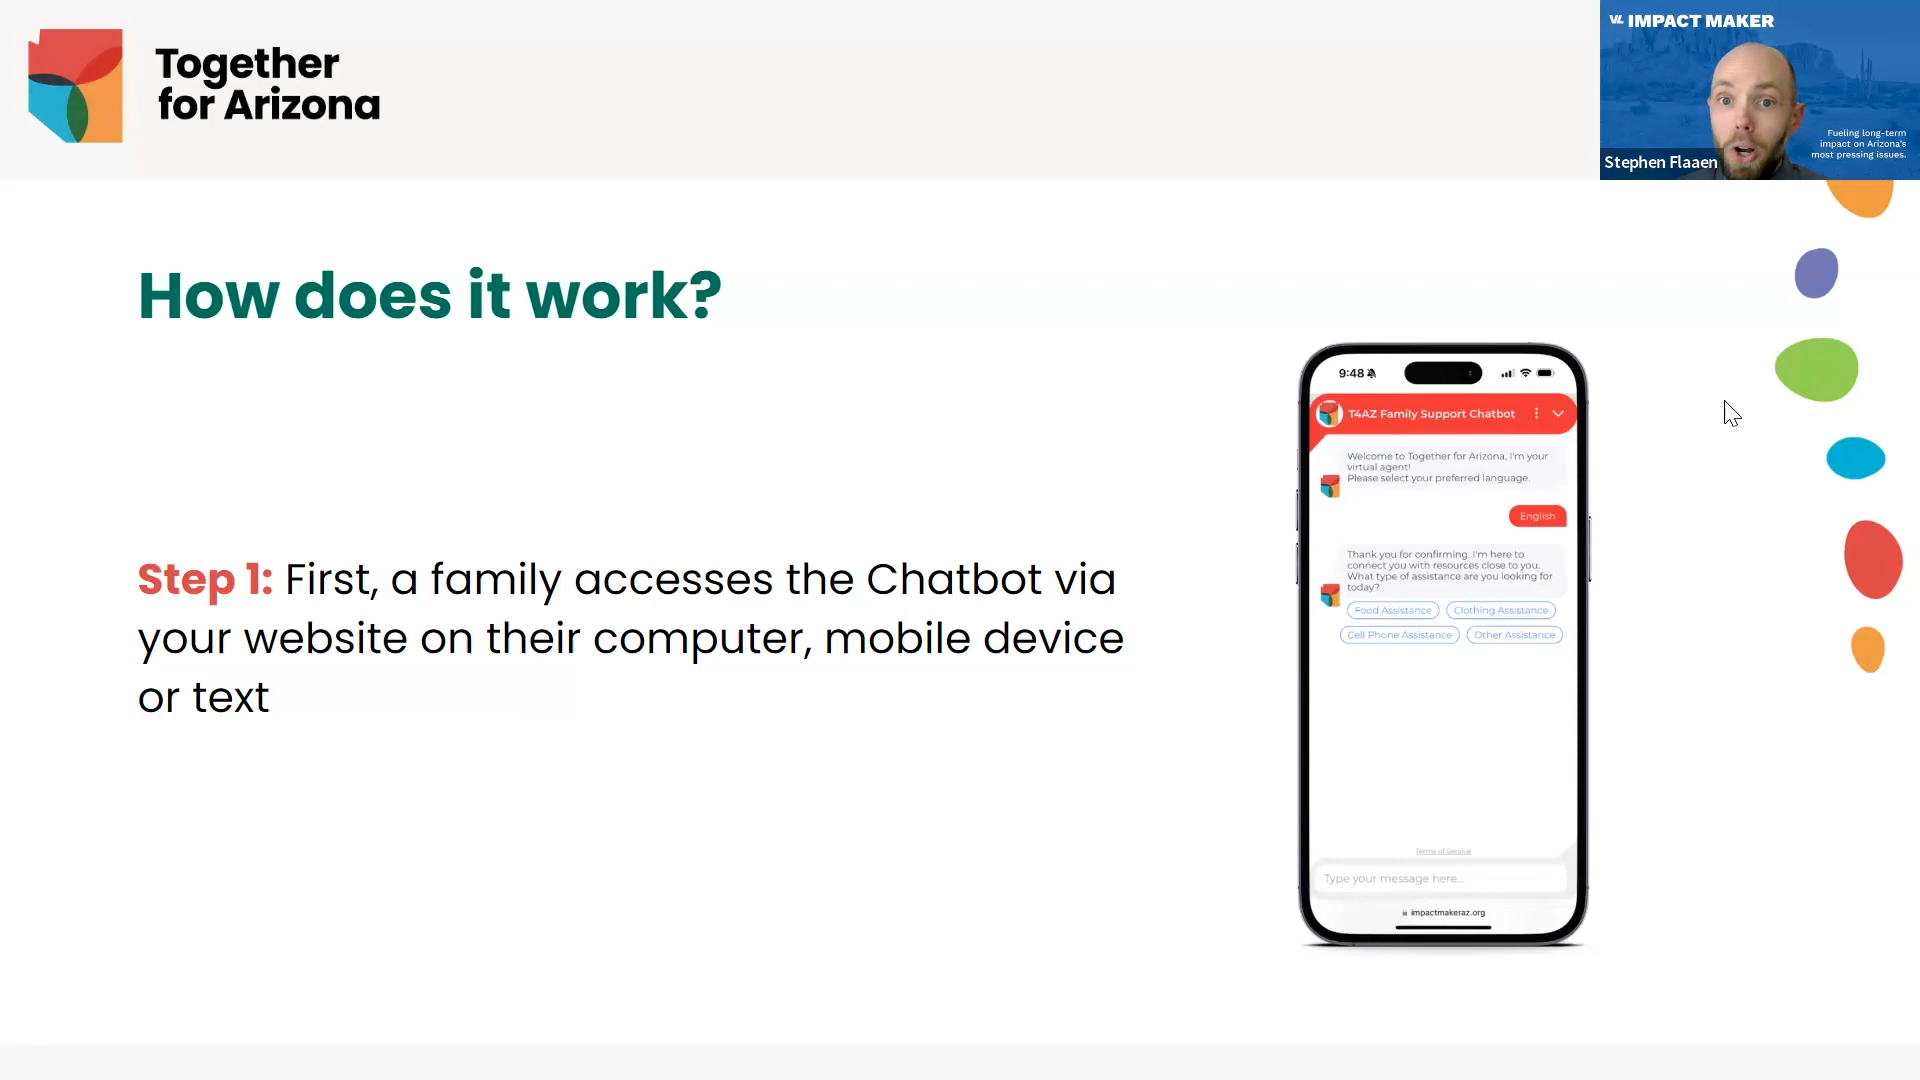 Together
for Arizona
VL IMPACT MAKER
Fueling long-term
impact on Arizona's
most pressing issues.
Stephen Flaaen
How does it work?
Step 1: First, a family accesses the Chatbot via
your website on their computer, mobile device
or text
9:48
T4AZ Family Support Chatbot
Welcome to Together for Arizona, I'm your
virtual agent!
Please select your preferred language.
English
Thank you for confirming. I'm here to
connect you with resources close to you.
What type of assistance are you looking for
today?
Food Assistance
Clothing Assistance
Cell Phone Assistance
Other Assistance
Terms of Service
Type your message here...
impactmakeraz.org